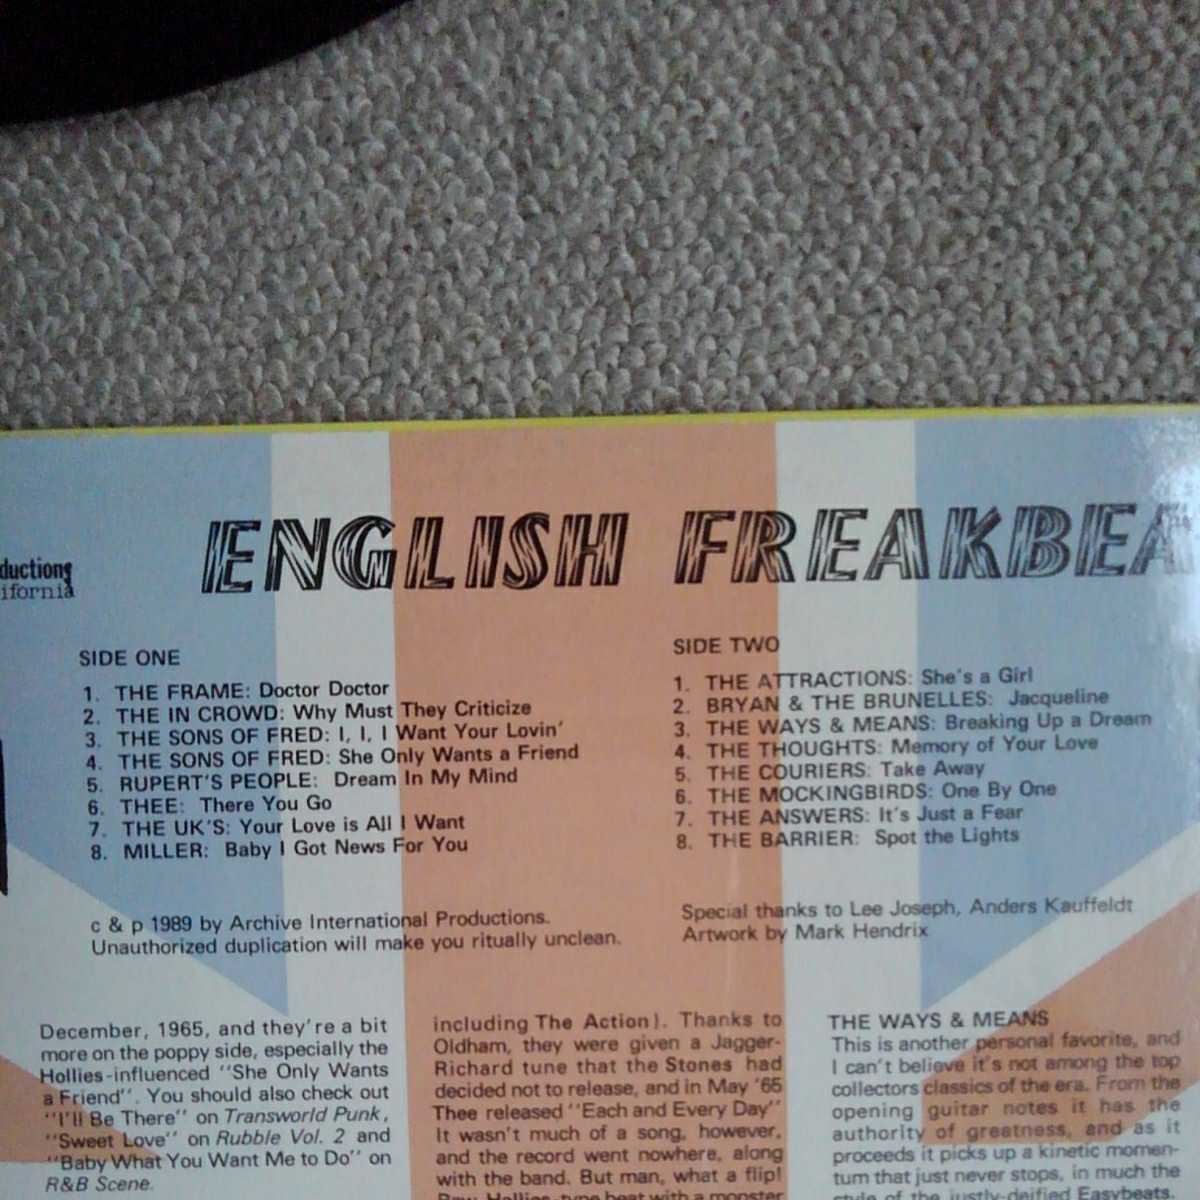 ENGLISH FREAKBEA
ductions
ifornia
SIDE ONE
1. THE FRAME: Doctor Doctor
2. THE IN CROWD: Why Must They Criticize
3. THE SONS OF FRED: I, I, I Want Your Lovin'
4. THE SONS OF FRED: She Only Wants a Friend
5. RUPERT'S PEOPLE: Dream In My Mind
6. THEE: There You Go
7. THE UK'S: Your Love is All I Want
8. MILLER: Baby I Got News For You
SIDE TWO
1. THE ATTRACTIONS: She's a Girl
2. BRYAN & THE BRUNELLES: Jacqueline
3. THE WAYS & MEANS: Breaking Up a Dream
4. THE THOUGHTS: Memory of Your Love
5. THE COURIERS: Take Away
6. THE MOCKINGBIRDS: One By One
7. THE ANSWERS: It's Just a Fear
8. THE BARRIER: Spot the Lights
c & p 1989 by Archive International Productions.
Unauthorized duplication will make you ritually unclean.
Special thanks to Lee Joseph, Anders Kauffeldt
Artwork by Mark Hendrix
December, 1965, and they're a bit
more on the poppy side, especially the
Hollies-influenced "She Only Wants
a Friend". You should also check out
"I'll Be There" on Transworld Punk,
"Sweet Love" on Rubble Vol. 2 and
"Baby What You Want Me to Do" on
R&B Scene.
including The Action). Thanks to
Oldham, they were given a Jagger-
Richard tune that the Stones had
decided not to release, and in May '65
Thee released "Each and Every Day"
It wasn't much of a song, however,
and the record went nowhere, along
with the band. But man, what a flip!
Raw, Hollies-type beat with a monster
THE WAYS & MEANS
This is another personal favorite, and
I can't believe it's not among the top
collectors classics of the era. From the
opening guitar notes it has the
authority of greatness, and as it
proceeds it picks up a kinetic momen-
tum that just never stops, in much the
style of the justly-deified Easybeats.